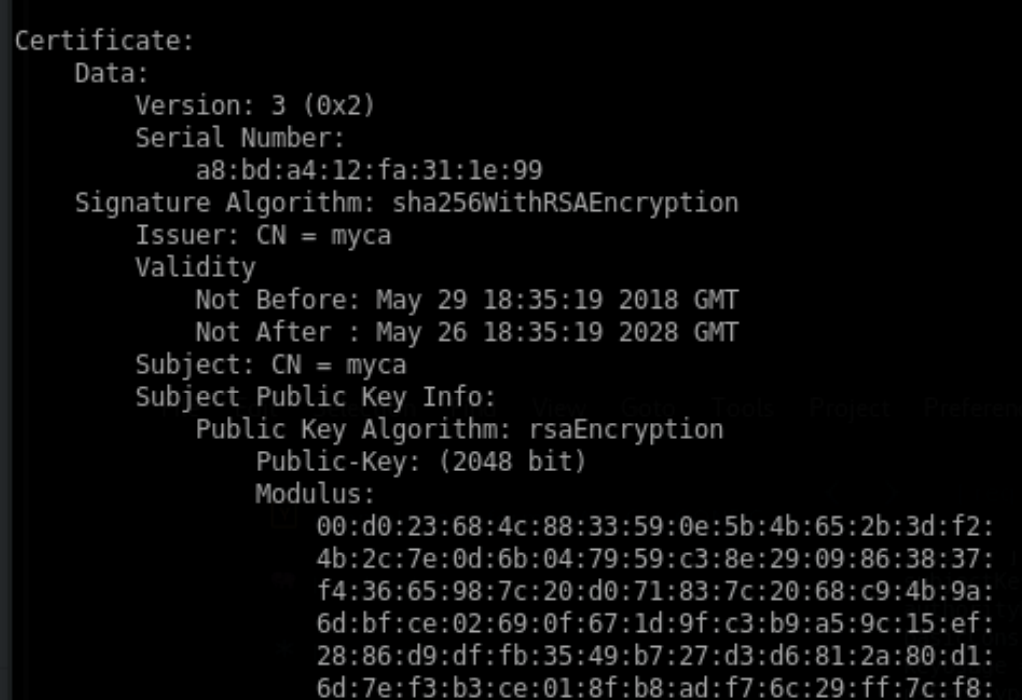 Certificate:
Data:
Version: 3 (0x2)
Serial Number:
a8:bd:a4:12:fa:31:1e:99
Signature Algorithm: sha256WithRSAEncryption
Issuer: CN = myca
Validity
Not Before: May 29 18:35:19 2018 GMT
Not After : May 26 18:35:19 2028 GMT
Subject: CN = myca
Subject Public Key Info:
View Goto Tools Project Preferen
Public Key Algorithm: rsaEncryption
Public-Key: (2048 bit)
Modulus:
00:d0:23:68:4c:88:33:59:0e:5b:4b:65:2b:3d:f2:
4b:2c:7e:0d:6b:04:79:59:c3:8e:29:09:86:38:37:
f4:36:65:98:7c:20:d0:71:83:7c:20:68:c9:4b:9a:
6d:bf:ce:02:69:0f:67:1d:9f:c3:b9:a5:9c:15:ef:
28:86:d9:df:fb:35:49:b7:27:d3:d6:81:2a:80:d1:
6d:7e:f3:b3:ce:01:8f:b8:ad:f7:6c:29:ff:7c:f8: